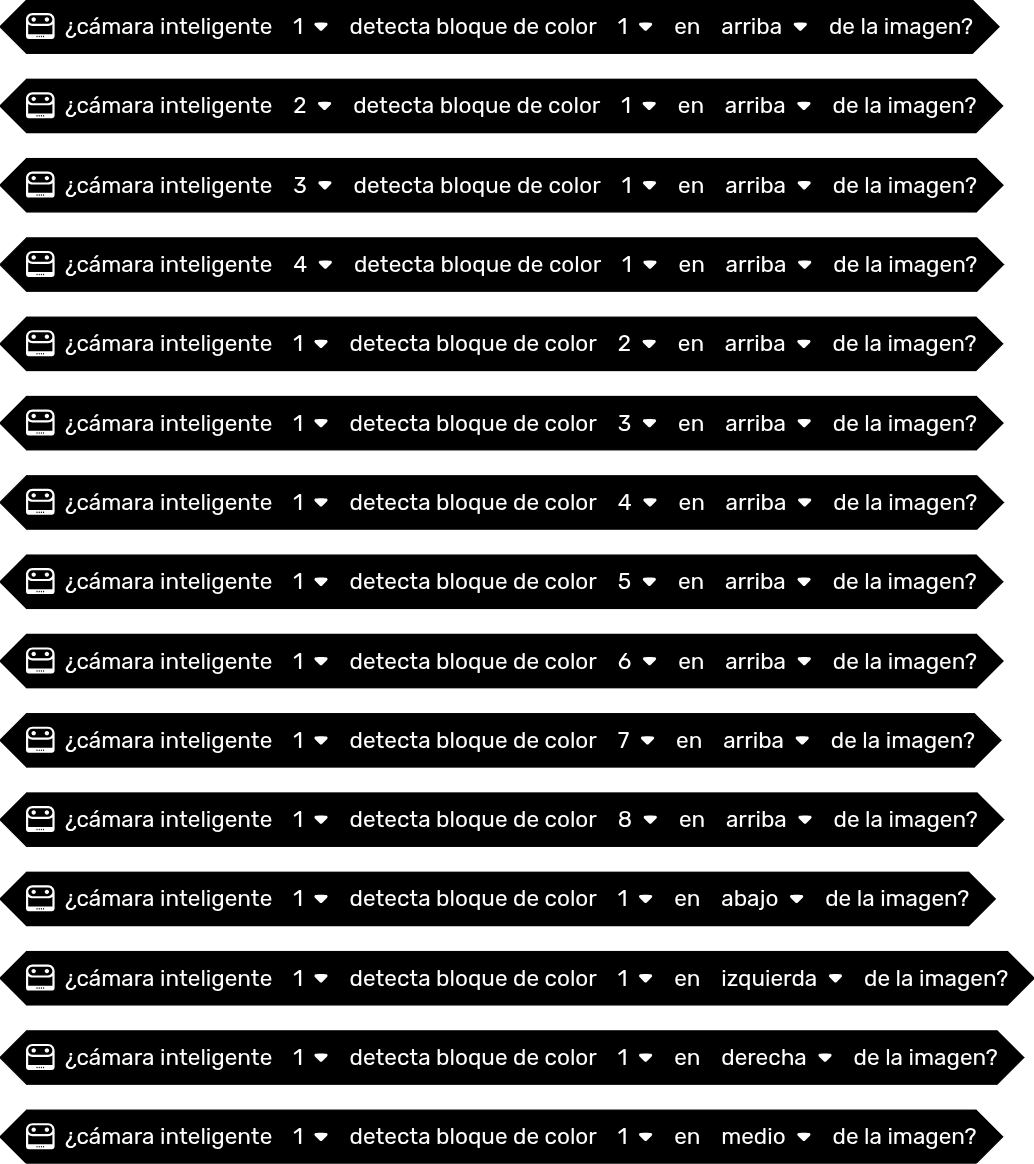 ¿cámara inteligente 1 detecta bloque de color 1 en arriba de la imagen?
¿cámara inteligente 2 detecta bloque de color 1 en arriba de la imagen?
¿cámara inteligente 3 detecta bloque de color 1 en arriba de la imagen?
¿cámara inteligente 4 detecta bloque de color 1 en arriba de la imagen?
¿cámara inteligente 1 detecta bloque de color 2 en arriba de la imagen?
¿cámara inteligente 1 detecta bloque de color 3 en arriba de la imagen?
¿cámara inteligente 1 detecta bloque de color 4 en arriba de la imagen?
¿cámara inteligente 1 detecta bloque de color 5 en arriba de la imagen?
¿cámara inteligente 1 detecta bloque de color 6 en arriba de la imagen?
¿cámara inteligente 1 detecta bloque de color 7 en arriba de la imagen?
¿cámara inteligente 1 detecta bloque de color 8 en arriba de la imagen?
¿cámara inteligente 1 detecta bloque de color 1 en abajo de la imagen?
¿cámara inteligente 1 detecta bloque de color 1 en izquierda de la imagen?
¿cámara inteligente 1 detecta bloque de color 1 en derecha de la imagen?
¿cámara inteligente 1 detecta bloque de color 1 en medio de la imagen?